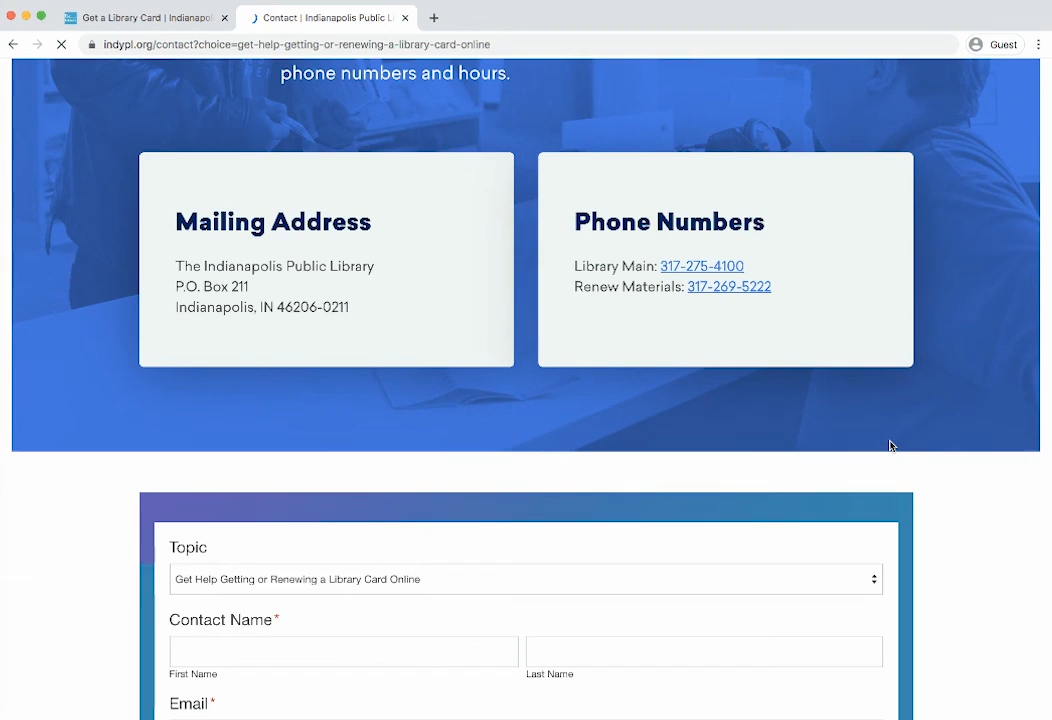 Get a Library Card | Indianapolis
Contact | Indianapolis Public Li
indypl.org/contact?choice=get-help-getting-or-renewing-a-library-card-online
Guest
phone numbers and hours.
Mailing Address
The Indianapolis Public Library
P.O. Box 211
Indianapolis, IN 46206-0211
Phone Numbers
Library Main: 317-275-4100
Renew Materials: 317-269-5222
Topic
Get Help Getting or Renewing a Library Card Online
Contact Name*
First Name
Last Name
Email*